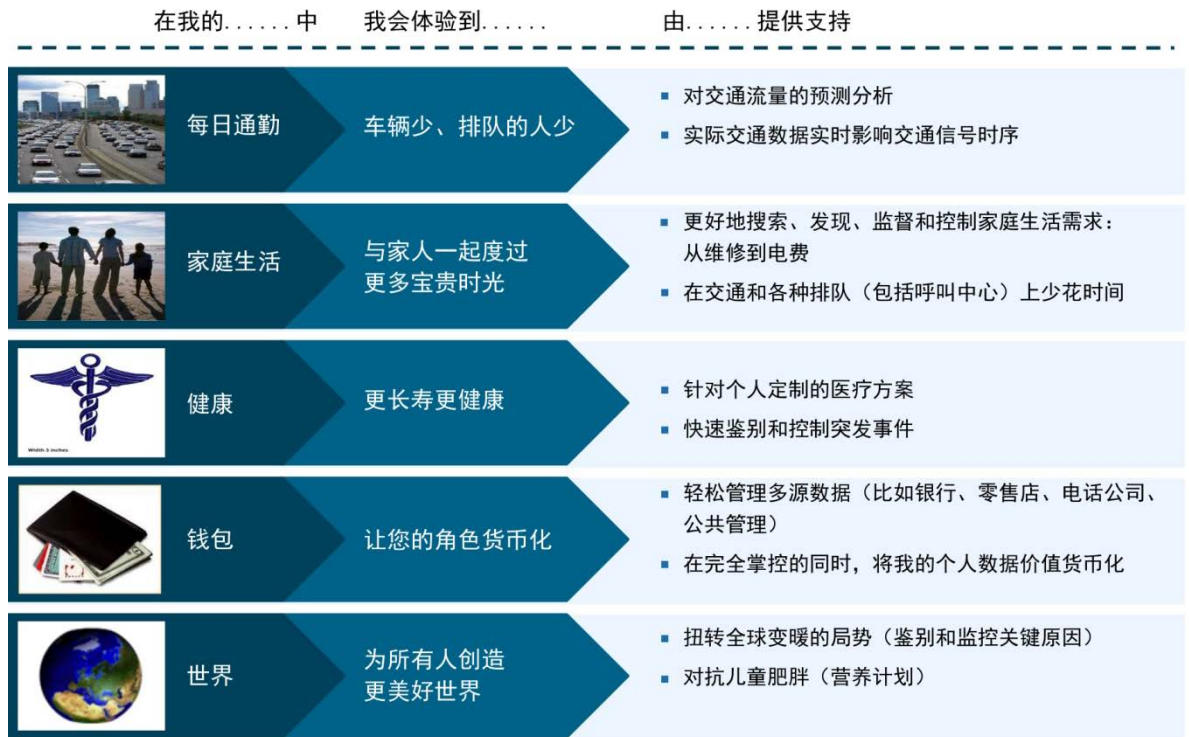 在我的......中 我会体验到...... 由......提供支持
每日通勤
车辆少、排队的人少
▪ 对交通流量的预测分析
▪ 实际交通数据实时影响交通信号时序
家庭生活
与家人一起度过
更多宝贵时光
▪ 更好地搜索、发现、监督和控制家庭生活需求：
从维修到电费
▪ 在交通和各种排队（包括呼叫中心）上少花时间
Width 3 inches
健康
更长寿更健康
▪ 针对个人定制的医疗方案
▪ 快速鉴别和控制突发事件
钱包
让您的角色货币化
▪ 轻松管理多源数据（比如银行、零售店、电话公司、
公共管理）
▪ 在完全掌控的同时，将我的个人数据价值货币化
世界
为所有人创造
更美好世界
▪ 扭转全球变暖的局势（鉴别和监控关键原因）
▪ 对抗儿童肥胖（营养计划）